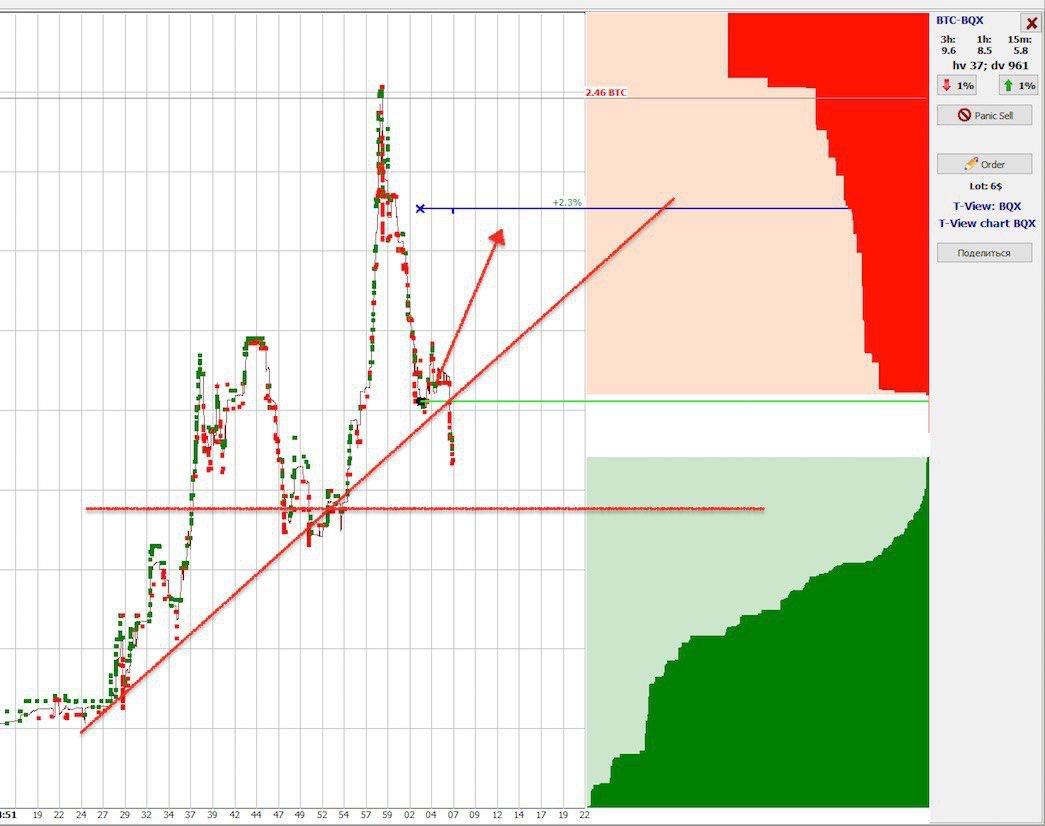 BTC-BQX
3h: 1h: 15m:
9.6 8.5 5.8
hv 37; dv 961
1% 1%
2.46 BTC
Panic Sell
Order
Lot: 6$
+2.3%
T-View: BQX
T-View chart BQX
Поделиться
:51 19 22 24 27 29 32 34 37 39 42 44 47 49 52 54 57 59 02 04 07 09 12 14 17 19 22